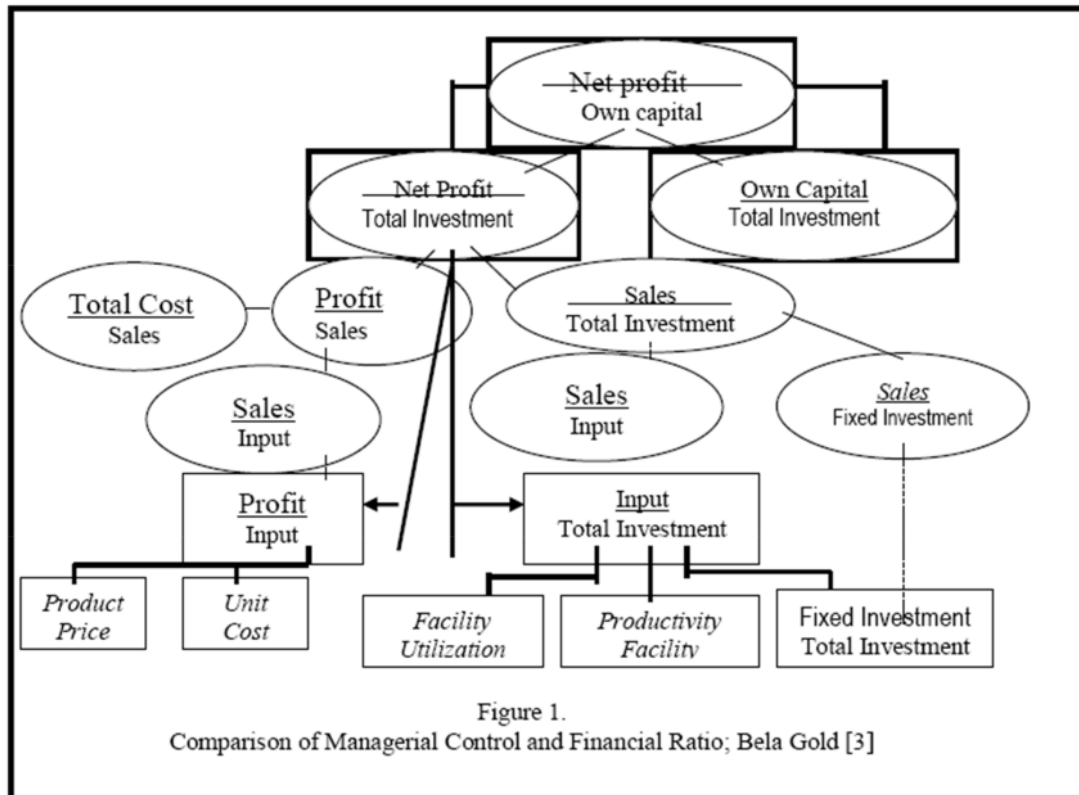 Net profit
Own capital
Net Profit
Total Investment
Own Capital
Total Investment
Total Cost
Sales
Profit
Sales
Sales
Total Investment
Sales
Input
Sales
Input
Sales
Fixed Investment
Profit
Input
Input
Total Investment
Product
Price
Unit
Cost
Facility
Utilization
Productivity
Facility
Fixed Investment
Total Investment
Figure 1.
Comparison of Managerial Control and Financial Ratio; Bela Gold [3]